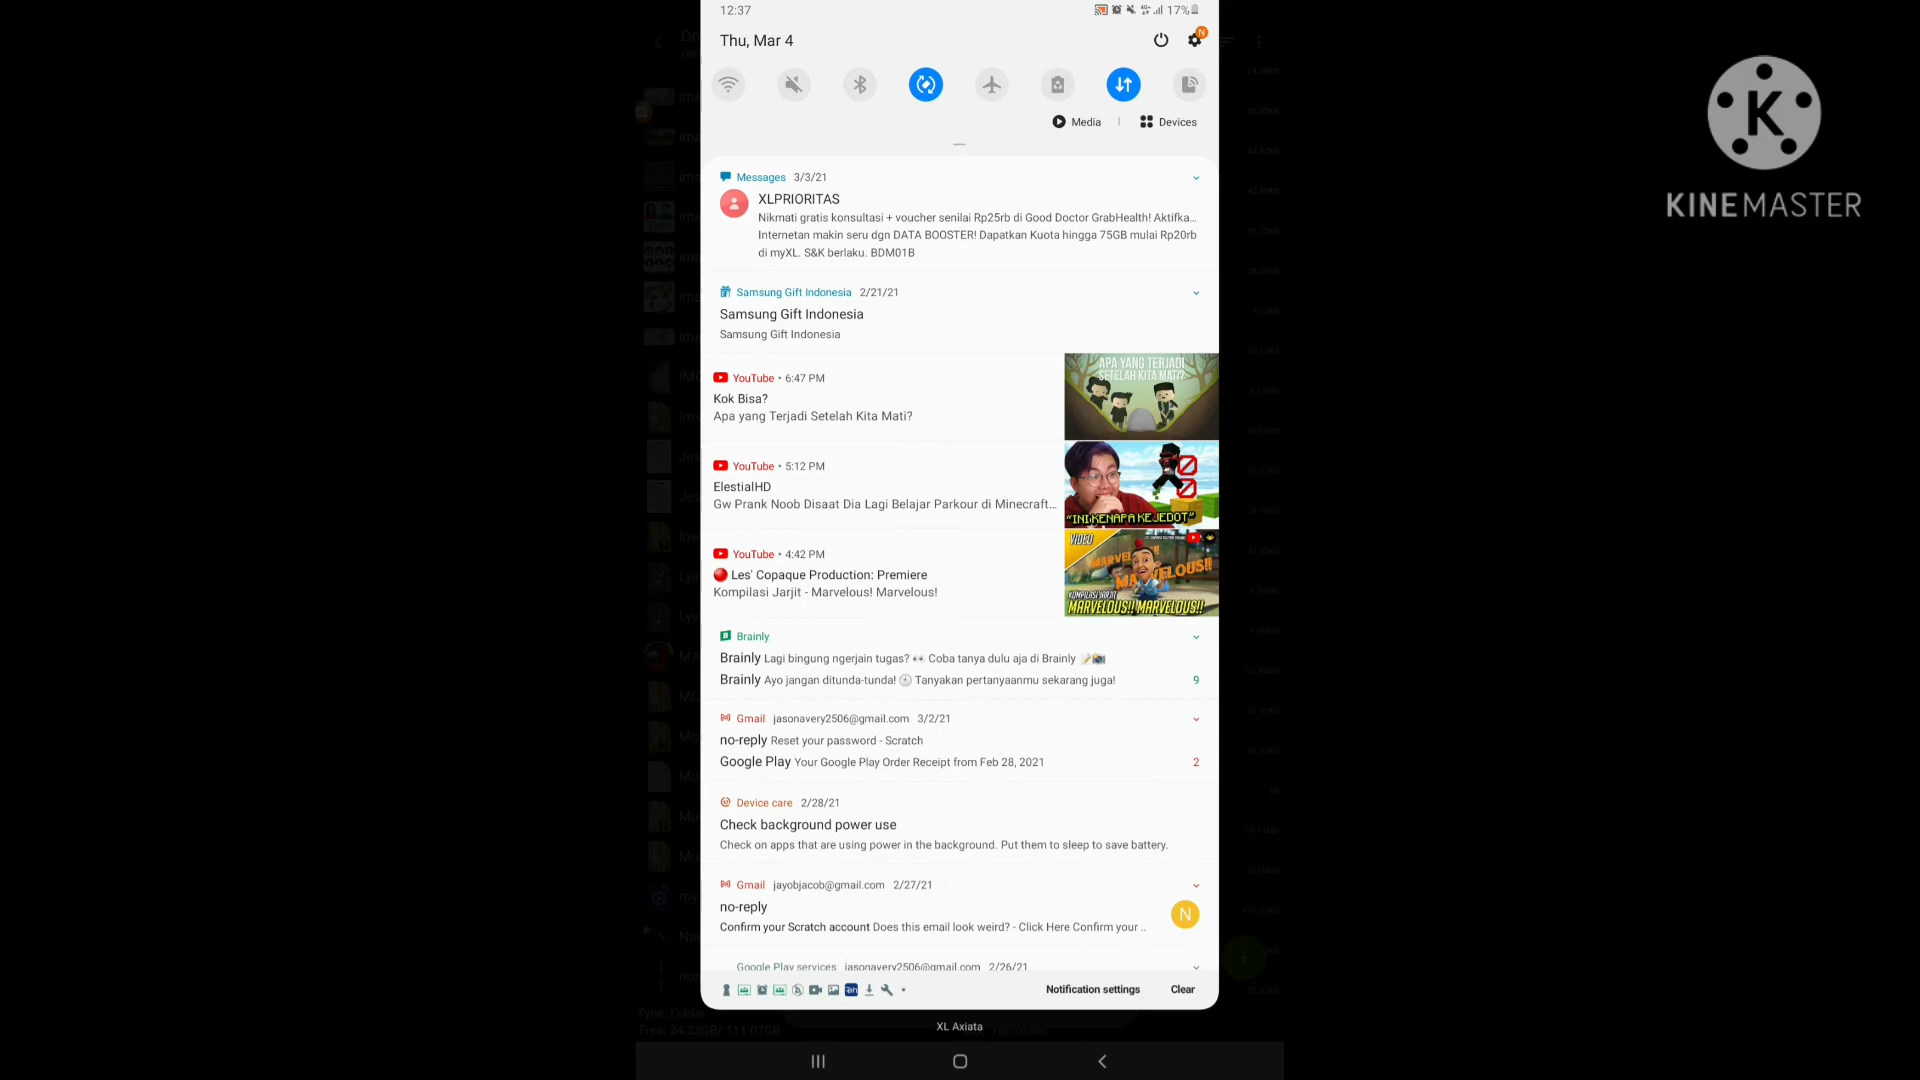 12:37
17%
Thu, Mar 4
N
Media | Devices
Messages 3/3/21
XLPRIORITAS
Nikmati gratis konsultasi + voucher senilai Rp25rb di Good Doctor GrabHealth! Aktifka...
Internetan makin seru dgn DATA BOOSTER! Dapatkan Kuota hingga 75GB mulai Rp20rb
di myXL. S&K berlaku. BDM01B
Samsung Gift Indonesia 2/21/21
Samsung Gift Indonesia
Samsung Gift Indonesia
YouTube • 6:47 PM
Kok Bisa?
Apa yang Terjadi Setelah Kita Mati?
APA YANG TERJADI
SETELAH KITA MATI?
YouTube • 5:12 PM
ElestialHD
Gw Prank Noob Disaat Dia Lagi Belajar Parkour di Minecraft...
"INI KENAPA KEJEDOT"
YouTube • 4:42 PM
🔴 Les' Copaque Production: Premiere
Kompilasi Jarjit - Marvelous! Marvelous!
VIDEO
KOMPILASI JARJIT
MARVELOUS!! MARVELOUS!!
Brainly
Brainly Lagi bingung ngerjain tugas? 👀 Coba tanya dulu aja di Brainly 📝📸
Brainly Ayo jangan ditunda-tunda! 🕙 Tanyakan pertanyaanmu sekarang juga! 9
Gmail jasonavery2506@gmail.com 3/2/21
no-reply Reset your password - Scratch
Google Play Your Google Play Order Receipt from Feb 28, 2021 2
Device care 2/28/21
Check background power use
Check on apps that are using power in the background. Put them to sleep to save battery.
Gmail jayobjacob@gmail.com 2/27/21
no-reply
N
Confirm your Scratch account Does this email look weird? - Click Here Confirm your ..
Google Play services jasonavery2506@gmail.com 2/26/21
Notification settings Clear
XL Axiata
Type: Folder
Free: 24.23GB/ 111.07GB
K
KINEMASTER